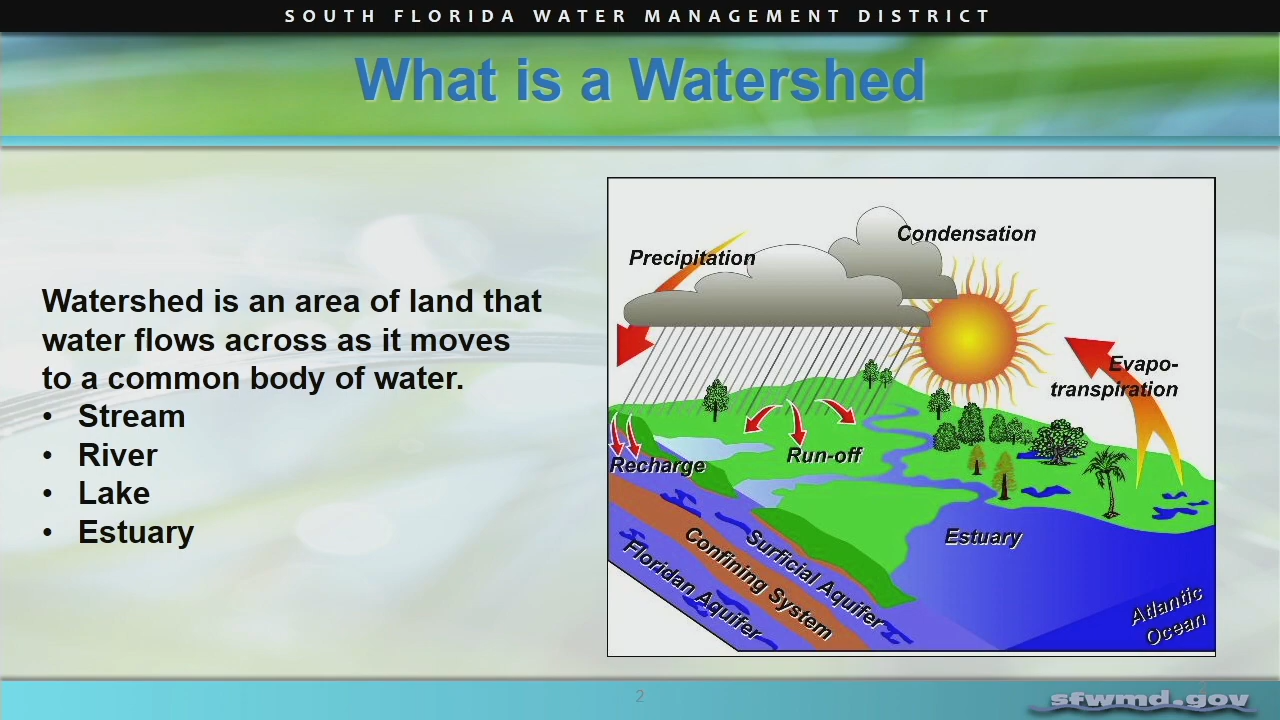 SOUTH FLORIDA WATER MANAGEMENT DISTRICT
What is a Watershed
Watershed is an area of land that
water flows across as it moves
to a common body of water.
• Stream
• River
• Lake
• Estuary
Condensation
Precipitation
Evapo-
transpiration
Run-off
Recharge
Estuary
Surficial Aquifer
Confining System
Floridan Aquifer
Atlantic
Ocean
2
sfwmd.gov